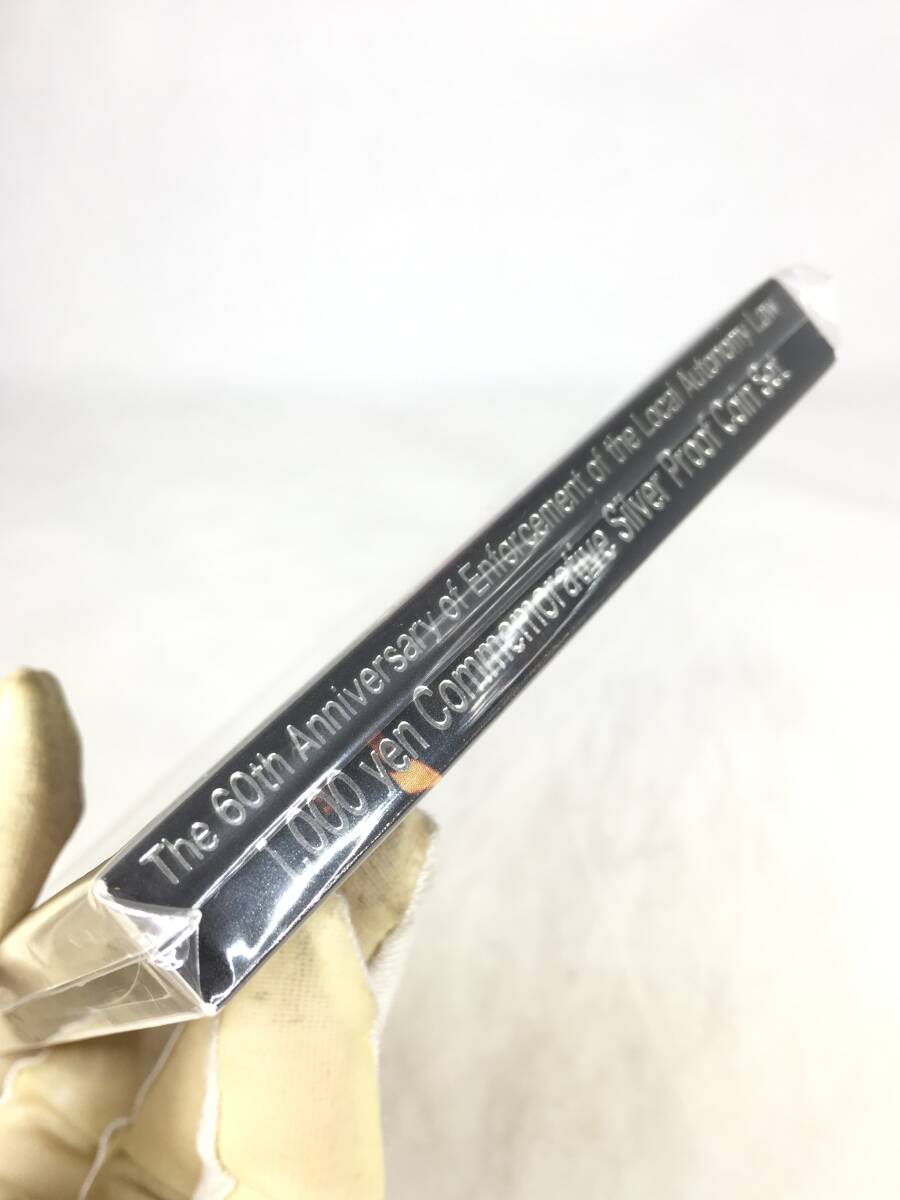 The 60th Anniversary of Enforcement of the Local Autonomy Law
1,000 yen Commemorative Silver Proof Coin Set